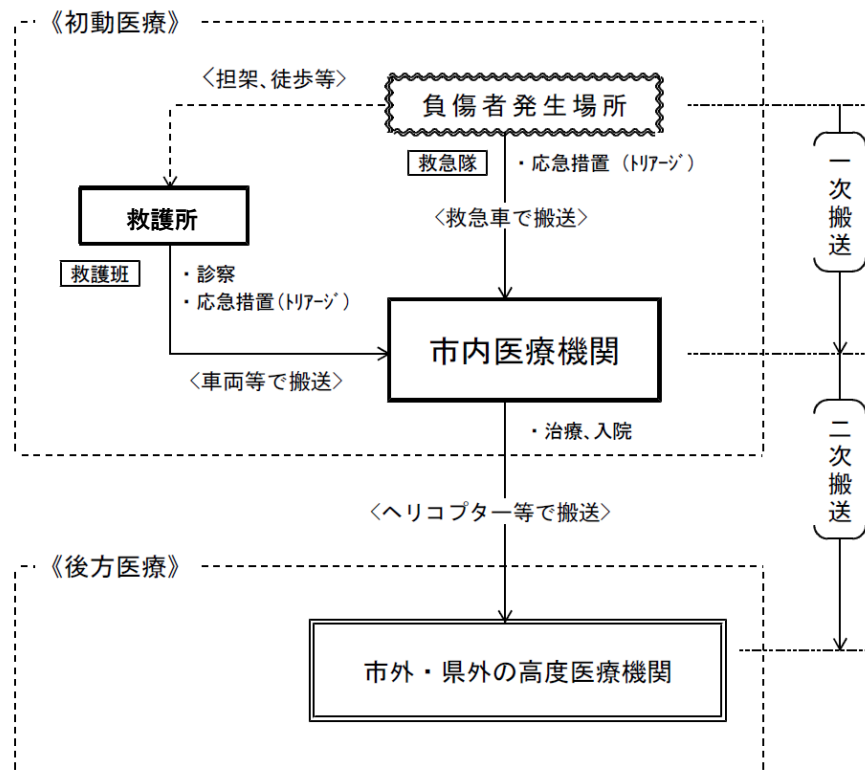 《初動医療》
<担架、徒歩等>
負傷者発生場所
救急隊
・応急措置（ﾄﾘｱｰｼﾞ）
一次搬送
救護所
<救急車で搬送>
救護班
・診察
・応急措置（ﾄﾘｱｰｼﾞ）
市内医療機関
<車両等で搬送>
・治療、入院
二次搬送
<ヘリコプター等で搬送>
《後方医療》
市外・県外の高度医療機関